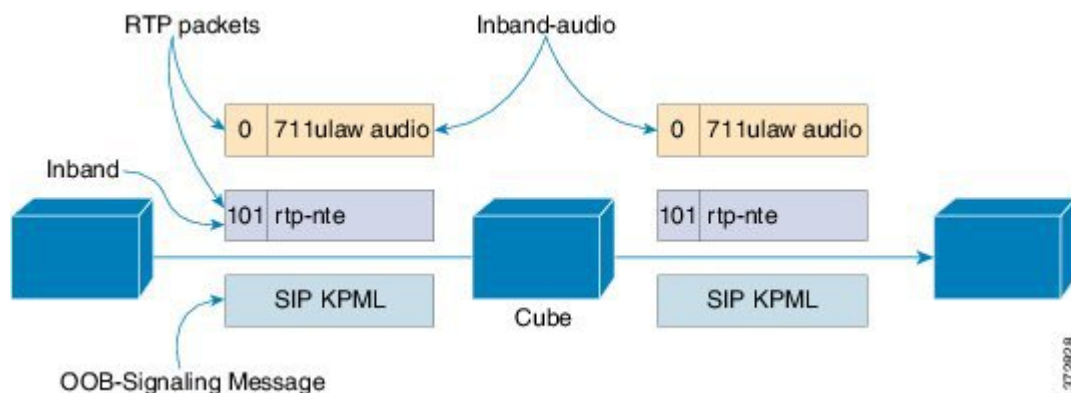 RTP packets
Inband-audio
0 711ulaw audio
0 711ulaw audio
Inband
101 rtp-nte
101 rtp-nte
SIP KPML
Cube
SIP KPML
OOB-Signaling Message
372828